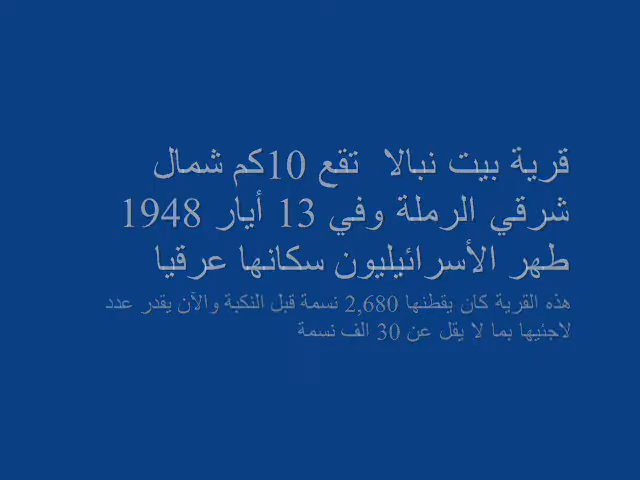 قرية بيت نبالا تقع 10كم شمال
شرقي الرملة وفي 13 أيار 1948
طهر الأسرائيليون سكانها عرقيا
هذه القرية كان يقطنها 2,680 نسمة قبل النكبة والآن يقدر عدد
لاجئيها بما لا يقل عن 30 الف نسمة